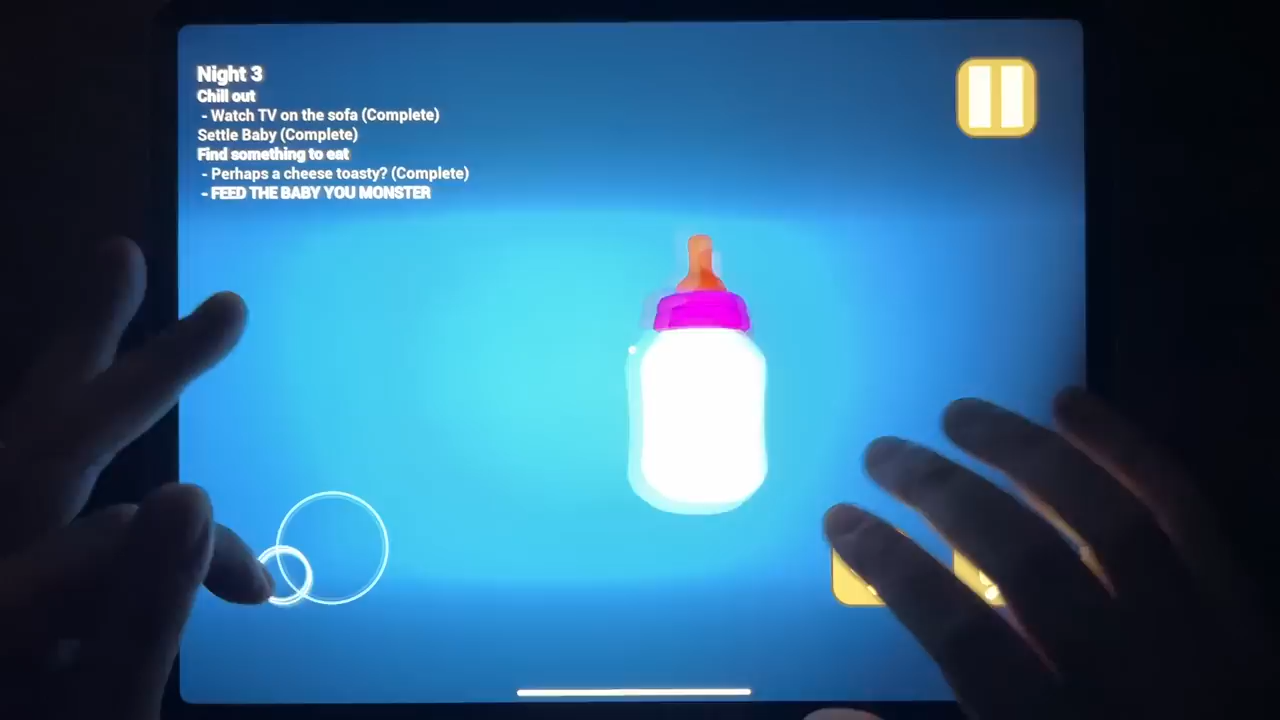 Night 3
Chill out
- Watch TV on the sofa (Complete)
Settle Baby (Complete)
Find something to eat
- Perhaps a cheese toasty? (Complete)
- FEED THE BABY YOU MONSTER